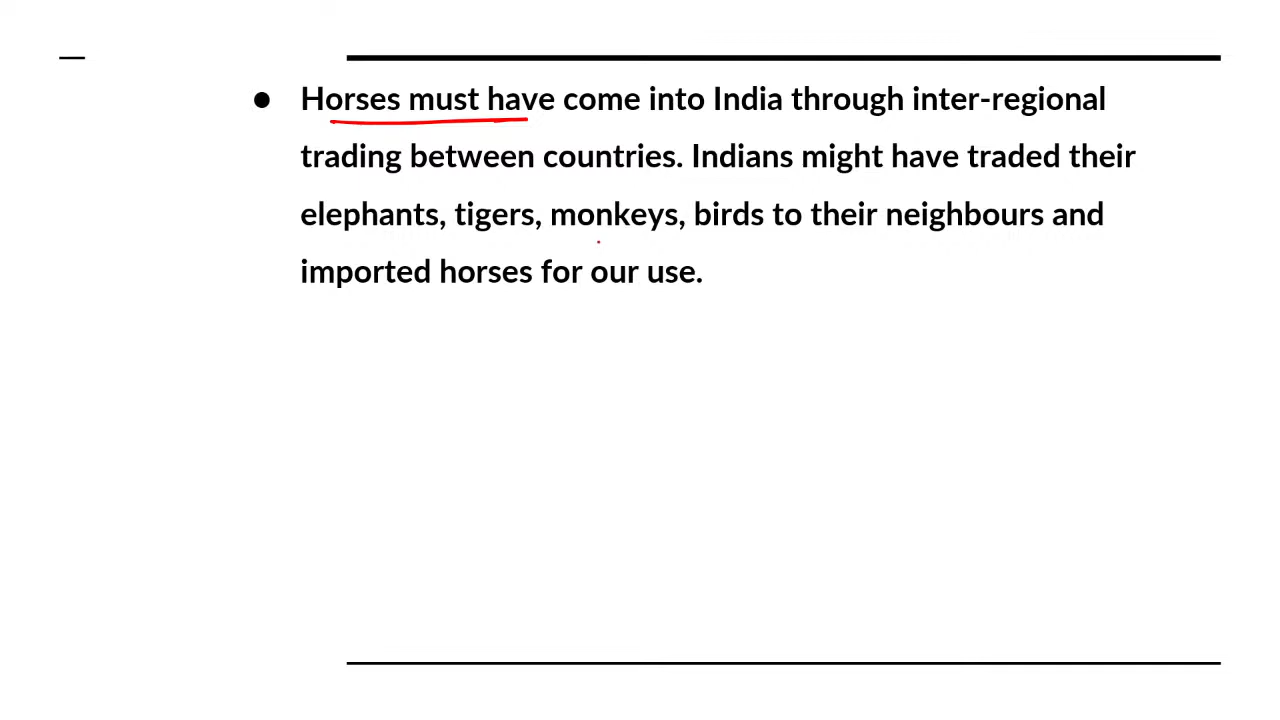 ● Horses must have come into India through inter-regional
trading between countries. Indians might have traded their
elephants, tigers, monkeys, birds to their neighbours and
imported horses for our use.